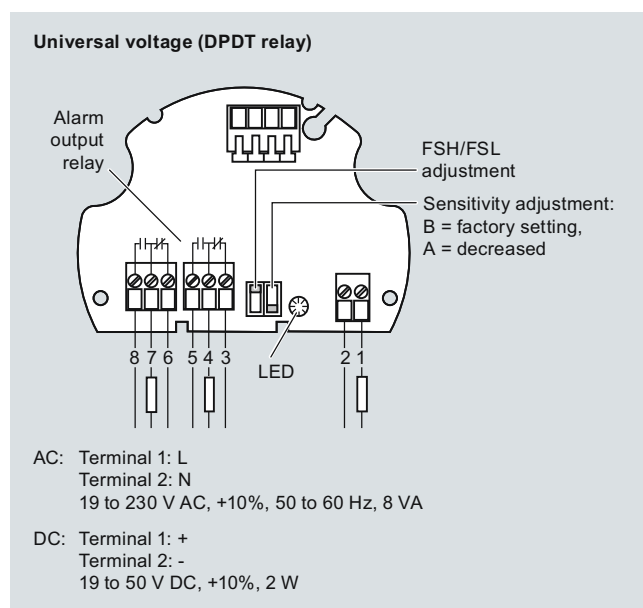 Universal voltage (DPDT relay)
Alarm
output
relay
FSH/FSL
adjustment
Sensitivity adjustment:
B = factory setting,
A = decreased
8 7 6 5 4 3 2 1
LED
AC: Terminal 1: L
Terminal 2: N
19 to 230 V AC, +10%, 50 to 60 Hz, 8 VA
DC: Terminal 1: +
Terminal 2: -
19 to 50 V DC, +10%, 2 W